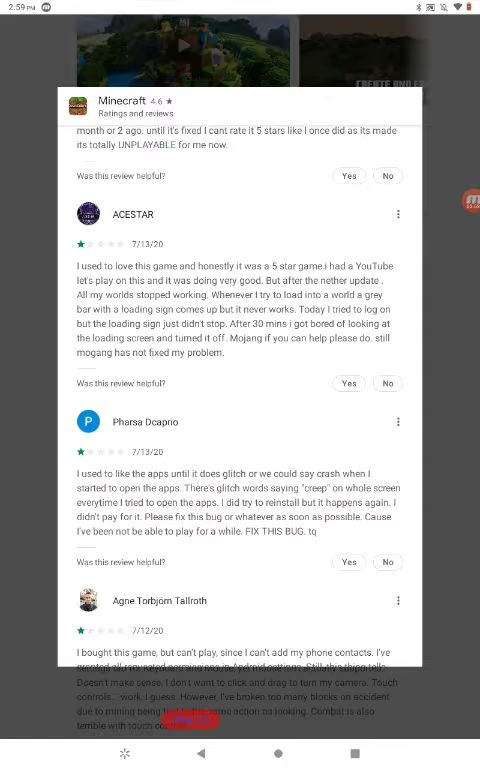 2:59 PM
CREATE AND
Minecraft 4.6 ★
Ratings and reviews
month or 2 ago. until it's fixed I cant rate it 5 stars like I once did as its made
its totally UNPLAYABLE for me now.
Was this review helpful? Yes No
ACESTAR
7/13/20
I used to love this game and honestly it was a 5 star game.i had a YouTube
let's play on this and it was doing very good. But after the nether update .
All my worlds stopped working. Whenever I try to load into a world a grey
bar with a loading sign comes up but it never works. Today I tried to log on
but the loading sign just didn't stop. After 30 mins i got bored of looking at
the loading screen and turned it off. Mojang if you can help please do. still
mogang has not fixed my problem.
Was this review helpful? Yes No
P Pharsa Dcaprio
7/13/20
I used to like the apps until it does glitch or we could say crash when I
started to open the apps. There's glitch words saying "creep" on whole screen
everytime I tried to open the apps. I did try to reinstall but it happens again. I
didn't pay for it. Please fix this bug or whatever as soon as possible. Cause
I've been not be able to play for a while. FIX THIS BUG. tq
Was this review helpful? Yes No
Agne Torbjörn Tallroth
7/12/20
I bought this game, but can't play, since I can't add my phone contacts. I've
Doesn't make sense, I don't want to click and drag to turn my camera. Touch
controls...work, I guess. However, I've broken too many blocks on accident
due to mining being same action as looking. Combat is also
terrible with touch